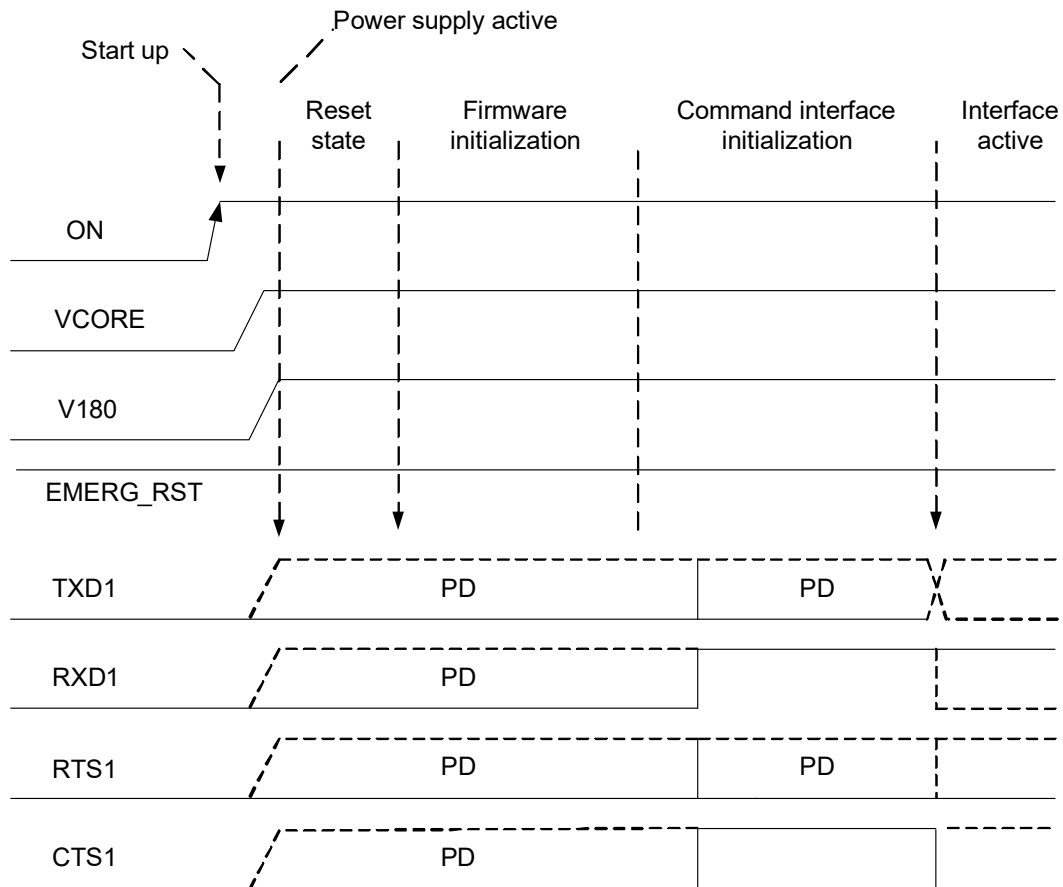 Power supply active
Start up
Reset
state
Firmware
initialization
Command interface
initialization
Interface
active
ON
VCORE
V180
EMERG_RST
TXD1
PD
PD
RXD1
PD
RTS1
PD
PD
CTS1
PD